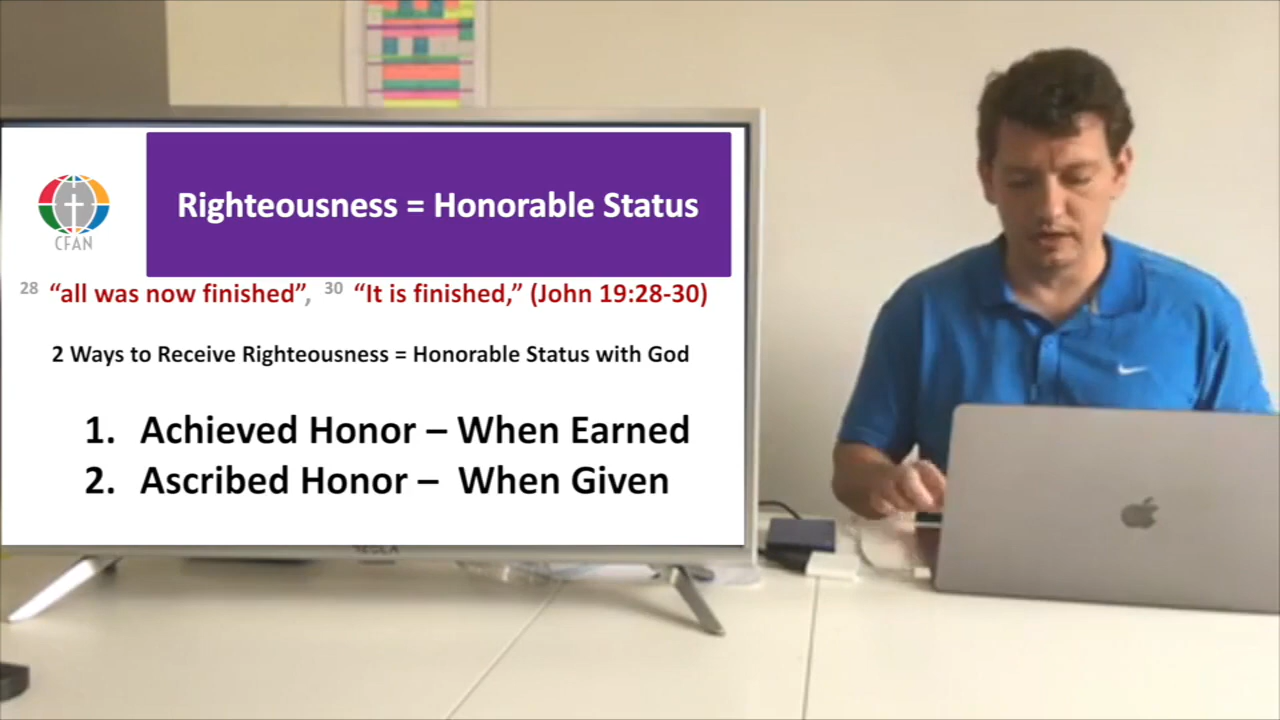 Righteousness = Honorable Status
CFAN
28 “all was now finished”, 30 “It is finished,” (John 19:28-30)
2 Ways to Receive Righteousness = Honorable Status with God
1. Achieved Honor – When Earned
2. Ascribed Honor – When Given